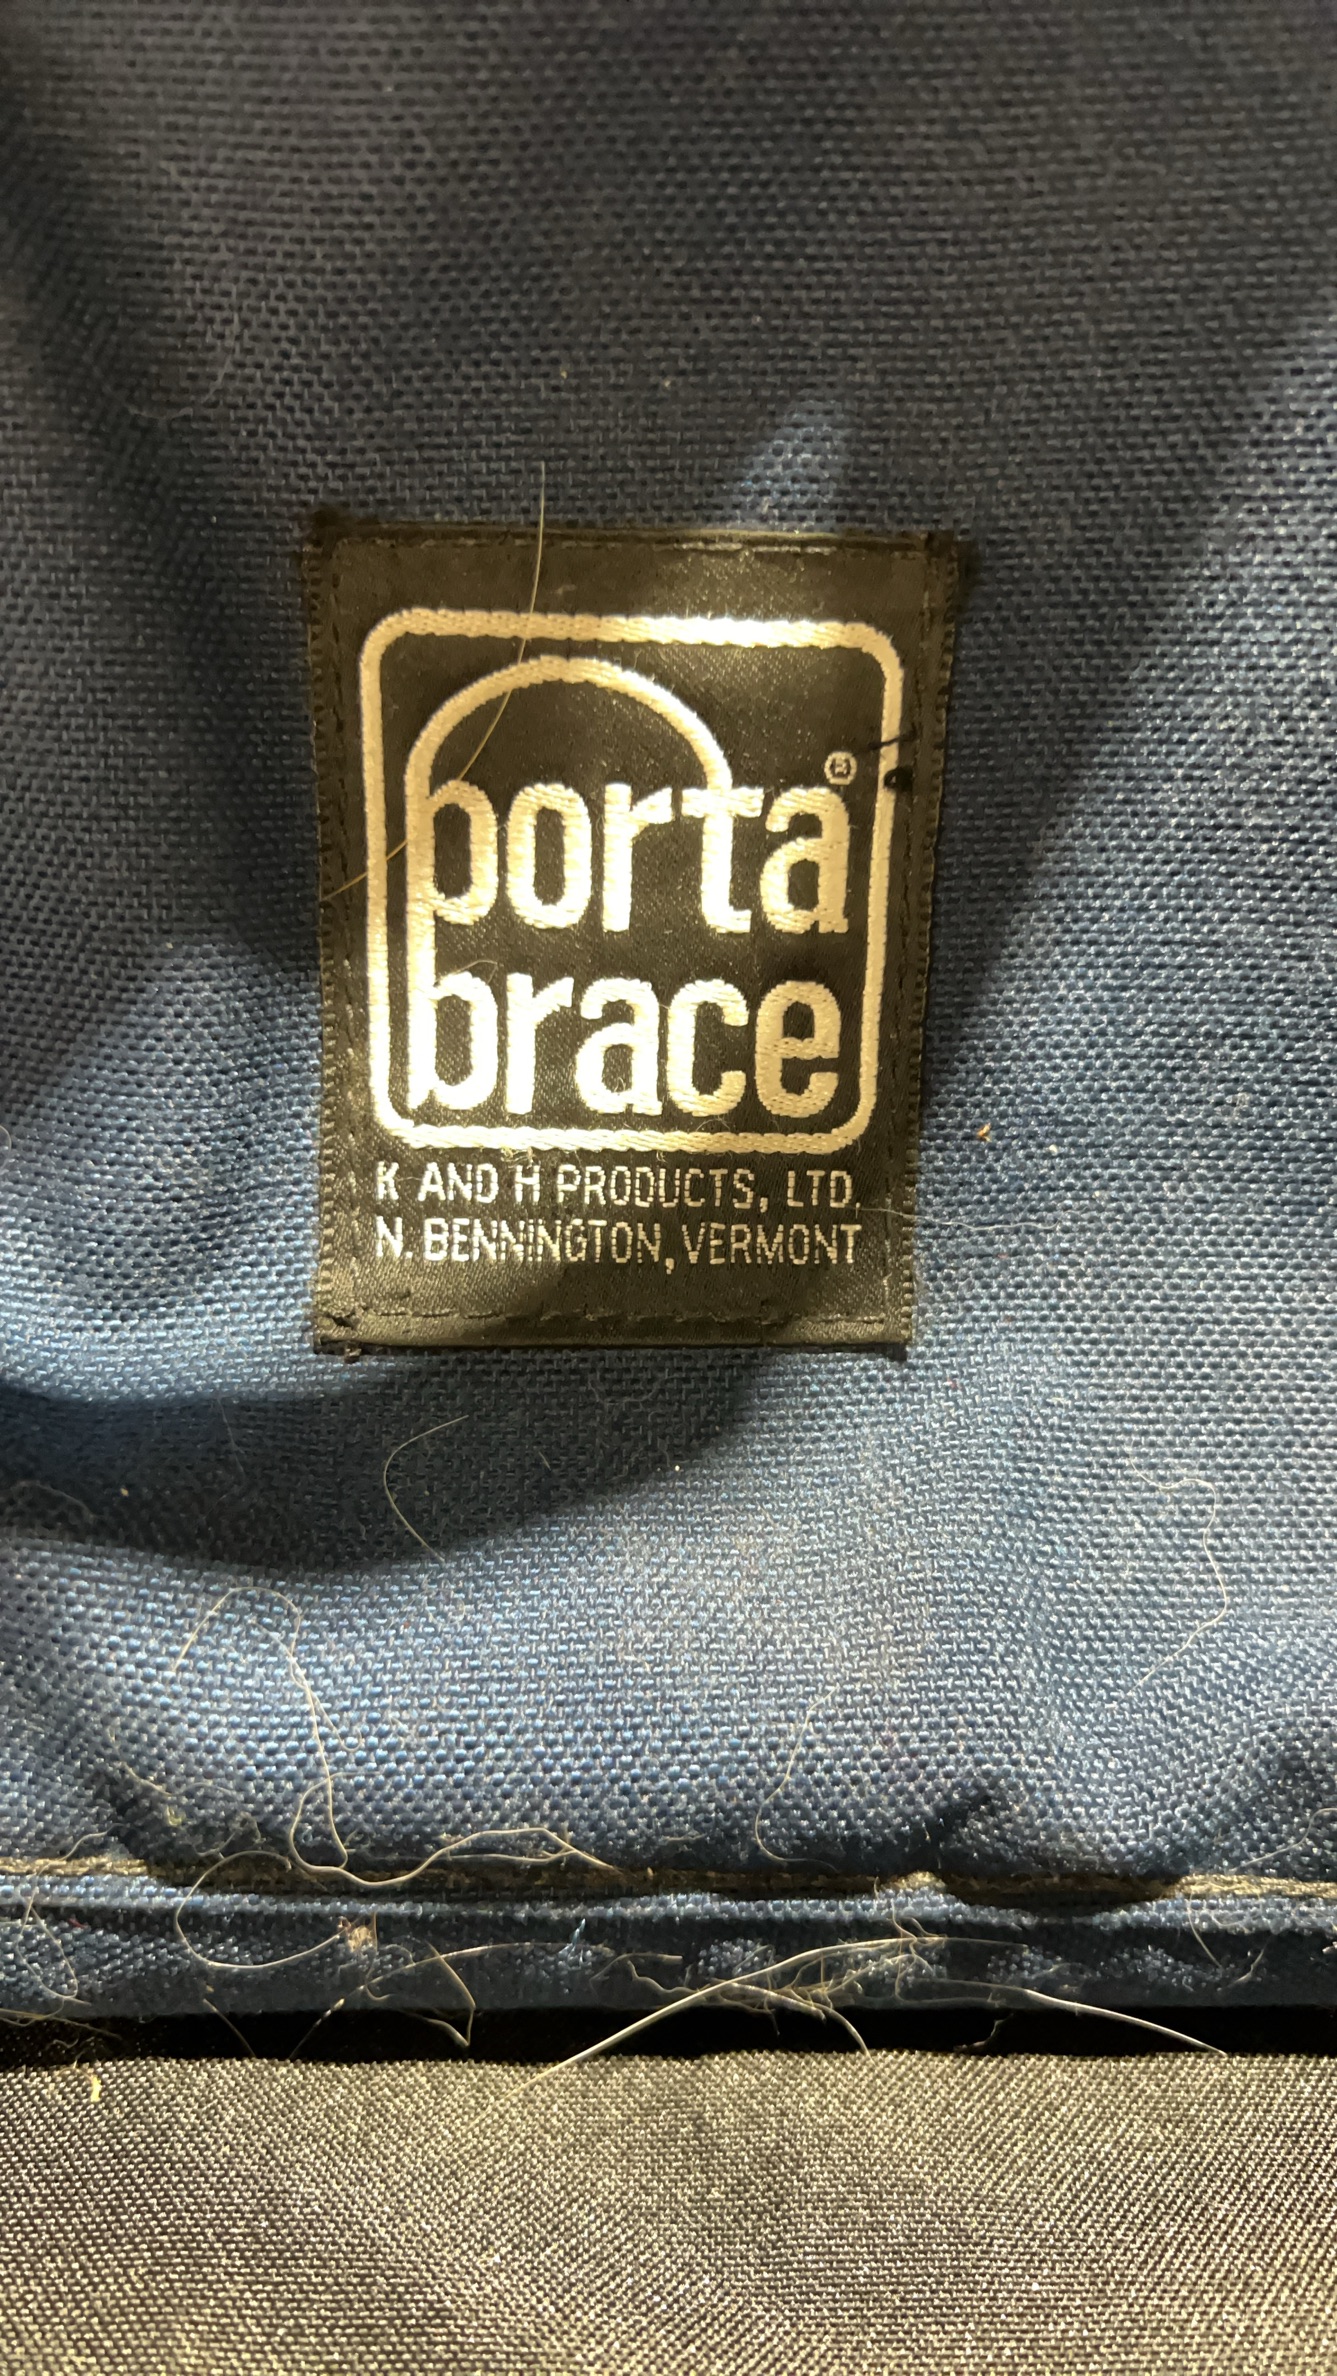 porta®
brace
K AND H PRODUCTS, LTD.
N. BENNINGTON, VERMONT